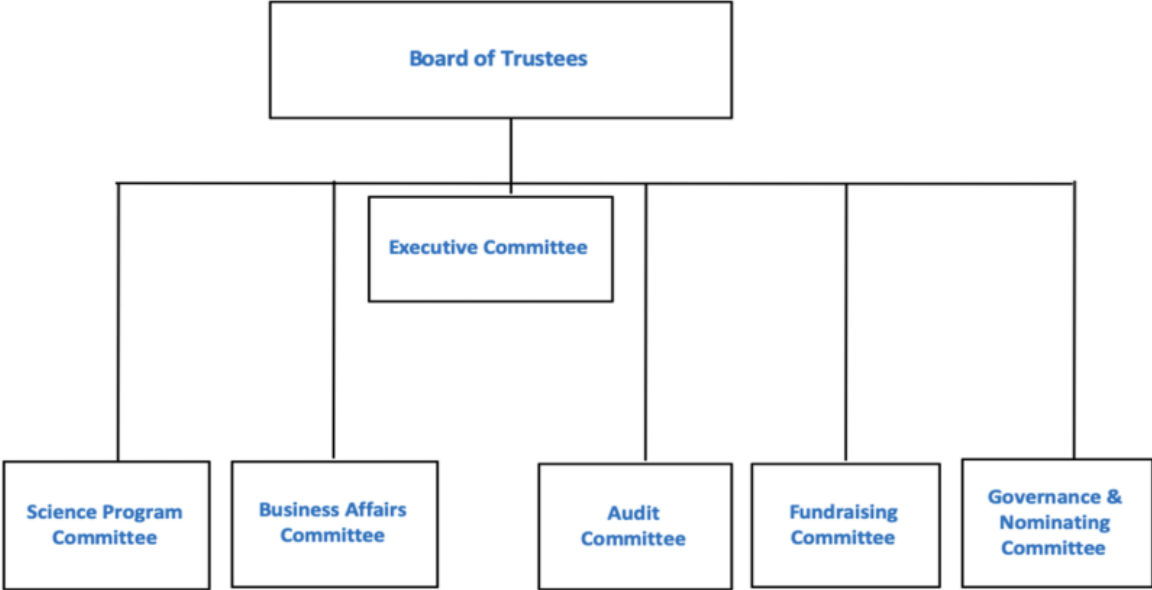 Board of Trustees
Executive Committee
Science Program
Committee
Business Affairs
Committee
Audit
Committee
Fundraising
Committee
Governance &
Nominating
Committee